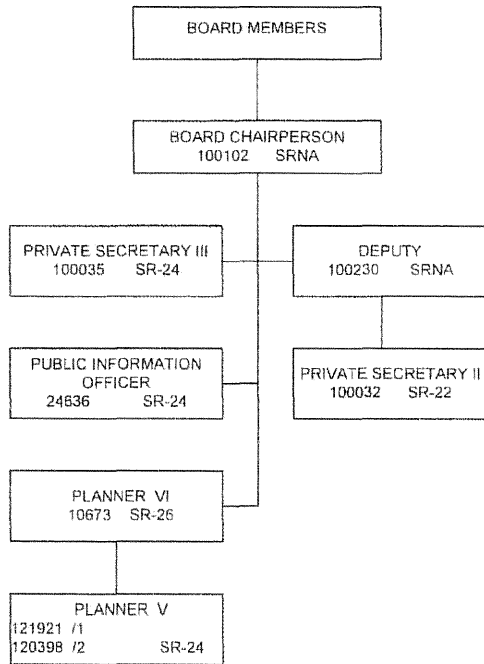 BOARD MEMBERS
BOARD CHAIRPERSON
100102 SRNA
PRIVATE SECRETARY III
100035 SR-24
DEPUTY
100230 SRNA
PUBLIC INFORMATION
OFFICER
24636 SR-24
PRIVATE SECRETARY II
100032 SR-22
PLANNER VI
10673 SR-26
PLANNER V
121921 /1
120398 /2 SR-24